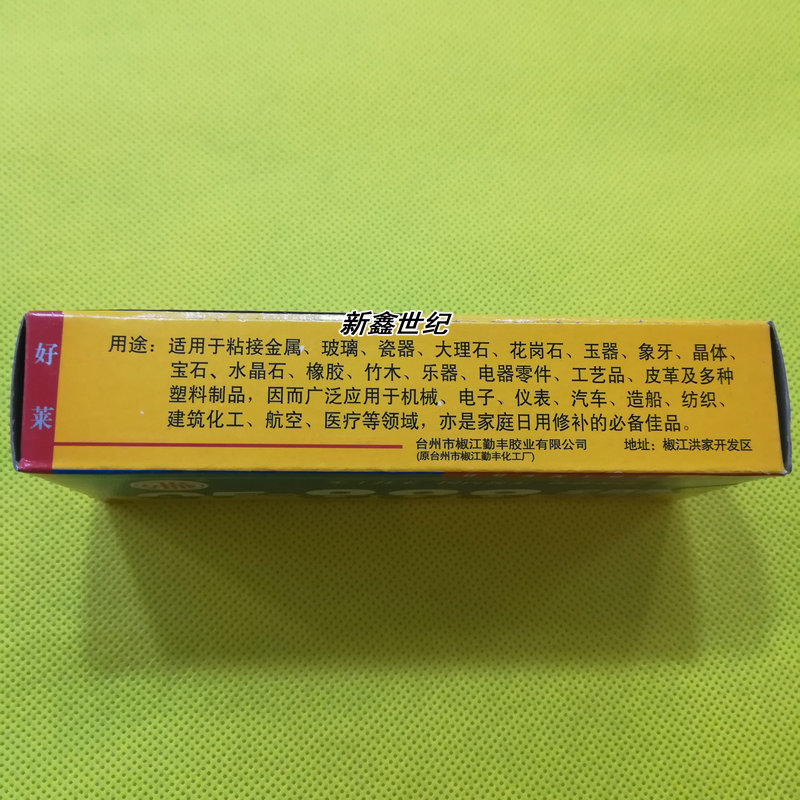 新鑫世纪
好莱
用途：适用于粘接金属、玻璃、瓷器、大理石、花岗石、玉器、象牙、晶体、
宝石、水晶石、橡胶、竹木、乐器、电器零件、工艺品、皮革及多种
塑料制品，因而广泛应用于机械、电子、仪表、汽车、造船、纺织、
建筑化工、航空、医疗等领域，亦是家庭日用修补的必备佳品。
台州市椒江勤丰胶业有限公司 地址：椒江洪家开发区
(原台州市椒江勤丰化工厂)